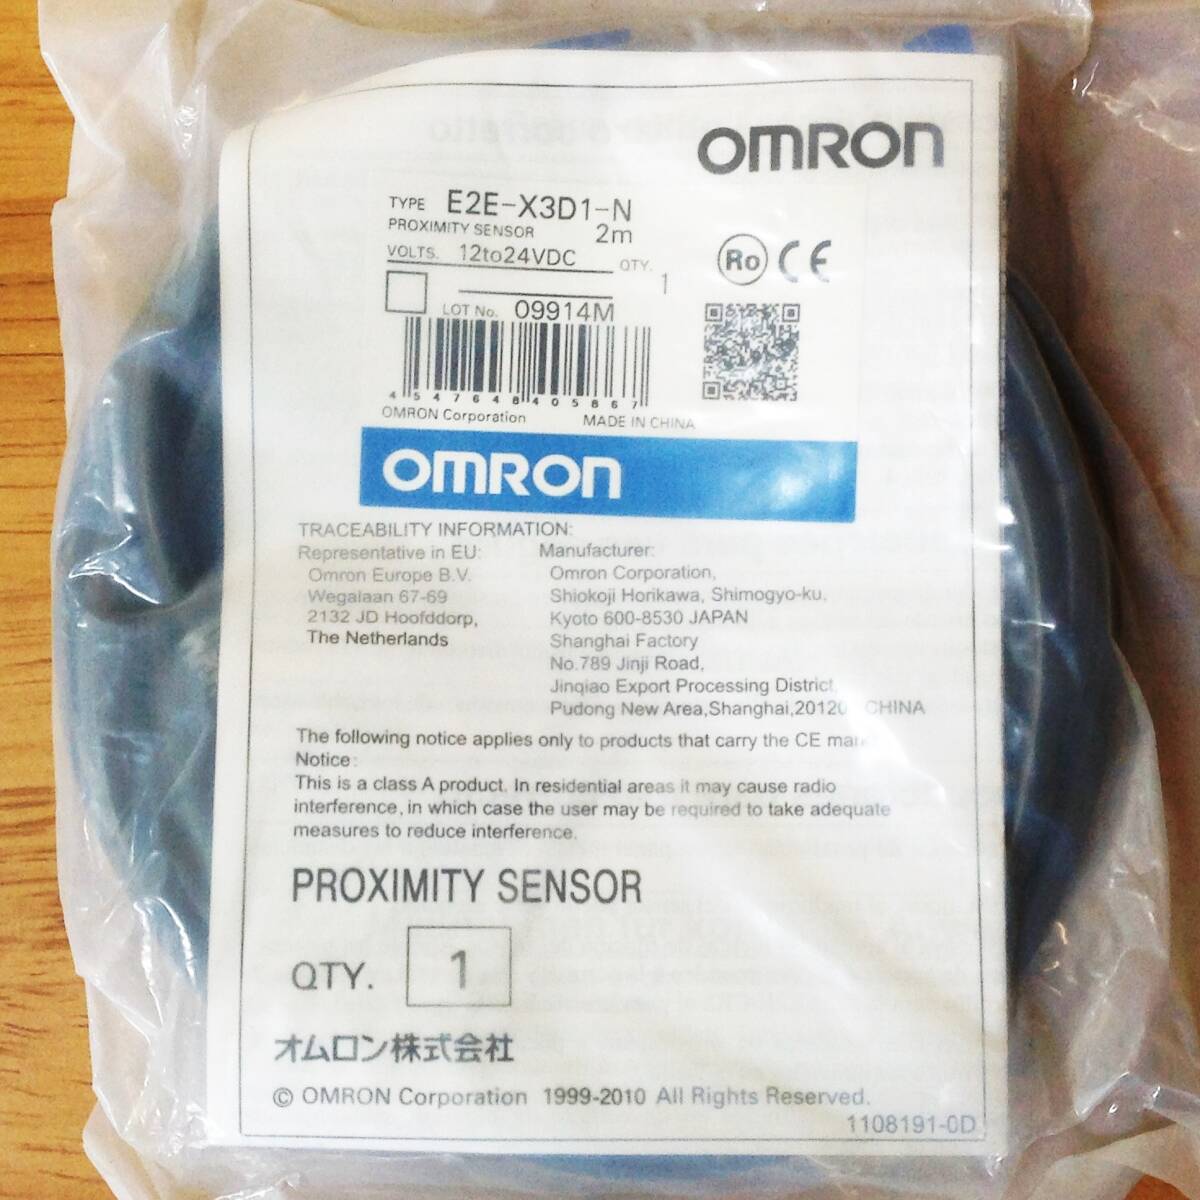 OMRON
TYPE E2E-X3D1-N
PROXIMITY SENSOR 2m
VOLTS. 12to24VDC QTY. 1
LOT No. 09914M
Ro CE
4 547648 405867
OMRON Corporation MADE IN CHINA
OMRON
TRACEABILITY INFORMATION:
Representative in EU:
Omron Europe B.V.
Wegalaan 67-69
2132 JD Hoofddorp,
The Netherlands
Manufacturer:
Omron Corporation,
Shiokoji Horikawa, Shimogyo-ku,
Kyoto 600-8530 JAPAN
Shanghai Factory
No.789 Jinji Road,
Jinqiao Export Processing District,
Pudong New Area,Shanghai, CHINA
The following notice applies only to products that carry the CE
Notice:
This is a class A product. In residential areas it may cause radio
interference, in which case the user may be required to take adequate
measures to reduce interference.
PROXIMITY SENSOR
QTY. 1
オムロン株式会社
© OMRON Corporation 1999-2010 All Rights Reserved.
1108191-0D